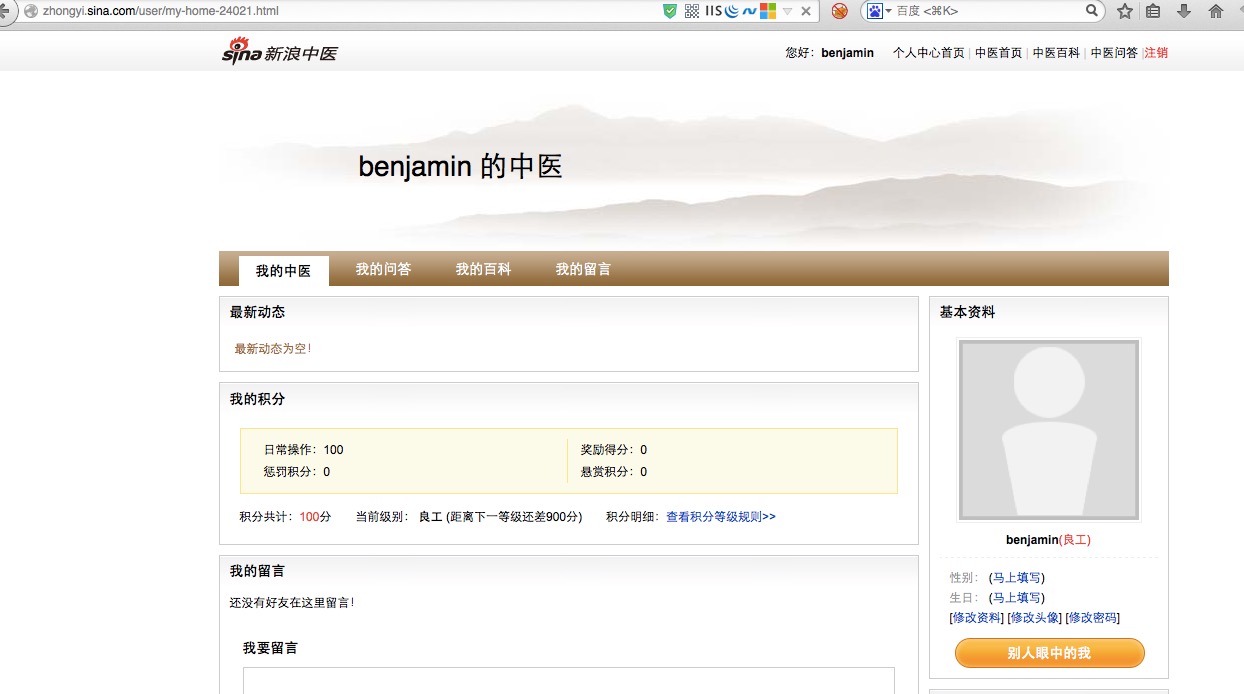 zhongyi.sina.com/user/my-home-24021.html
IIS
百度 <⌘K>
sina 新浪中医
您好： benjamin 个人中心首页 | 中医首页 | 中医百科 | 中医问答 | 注销
benjamin 的中医
我的中医 我的问答 我的百科 我的留言
最新动态
最新动态为空！
我的积分
日常操作：100 奖励得分：0
惩罚积分：0 悬赏积分：0
积分共计：100分 当前级别： 良工 (距离下一等级还差900分) 积分明细：查看积分等级规则>>
我的留言
还没有好友在这里留言！
我要留言
基本资料
benjamin(良工)
性别： (马上填写)
生日： (马上填写)
[修改资料] [修改头像] [修改密码]
别人眼中的我